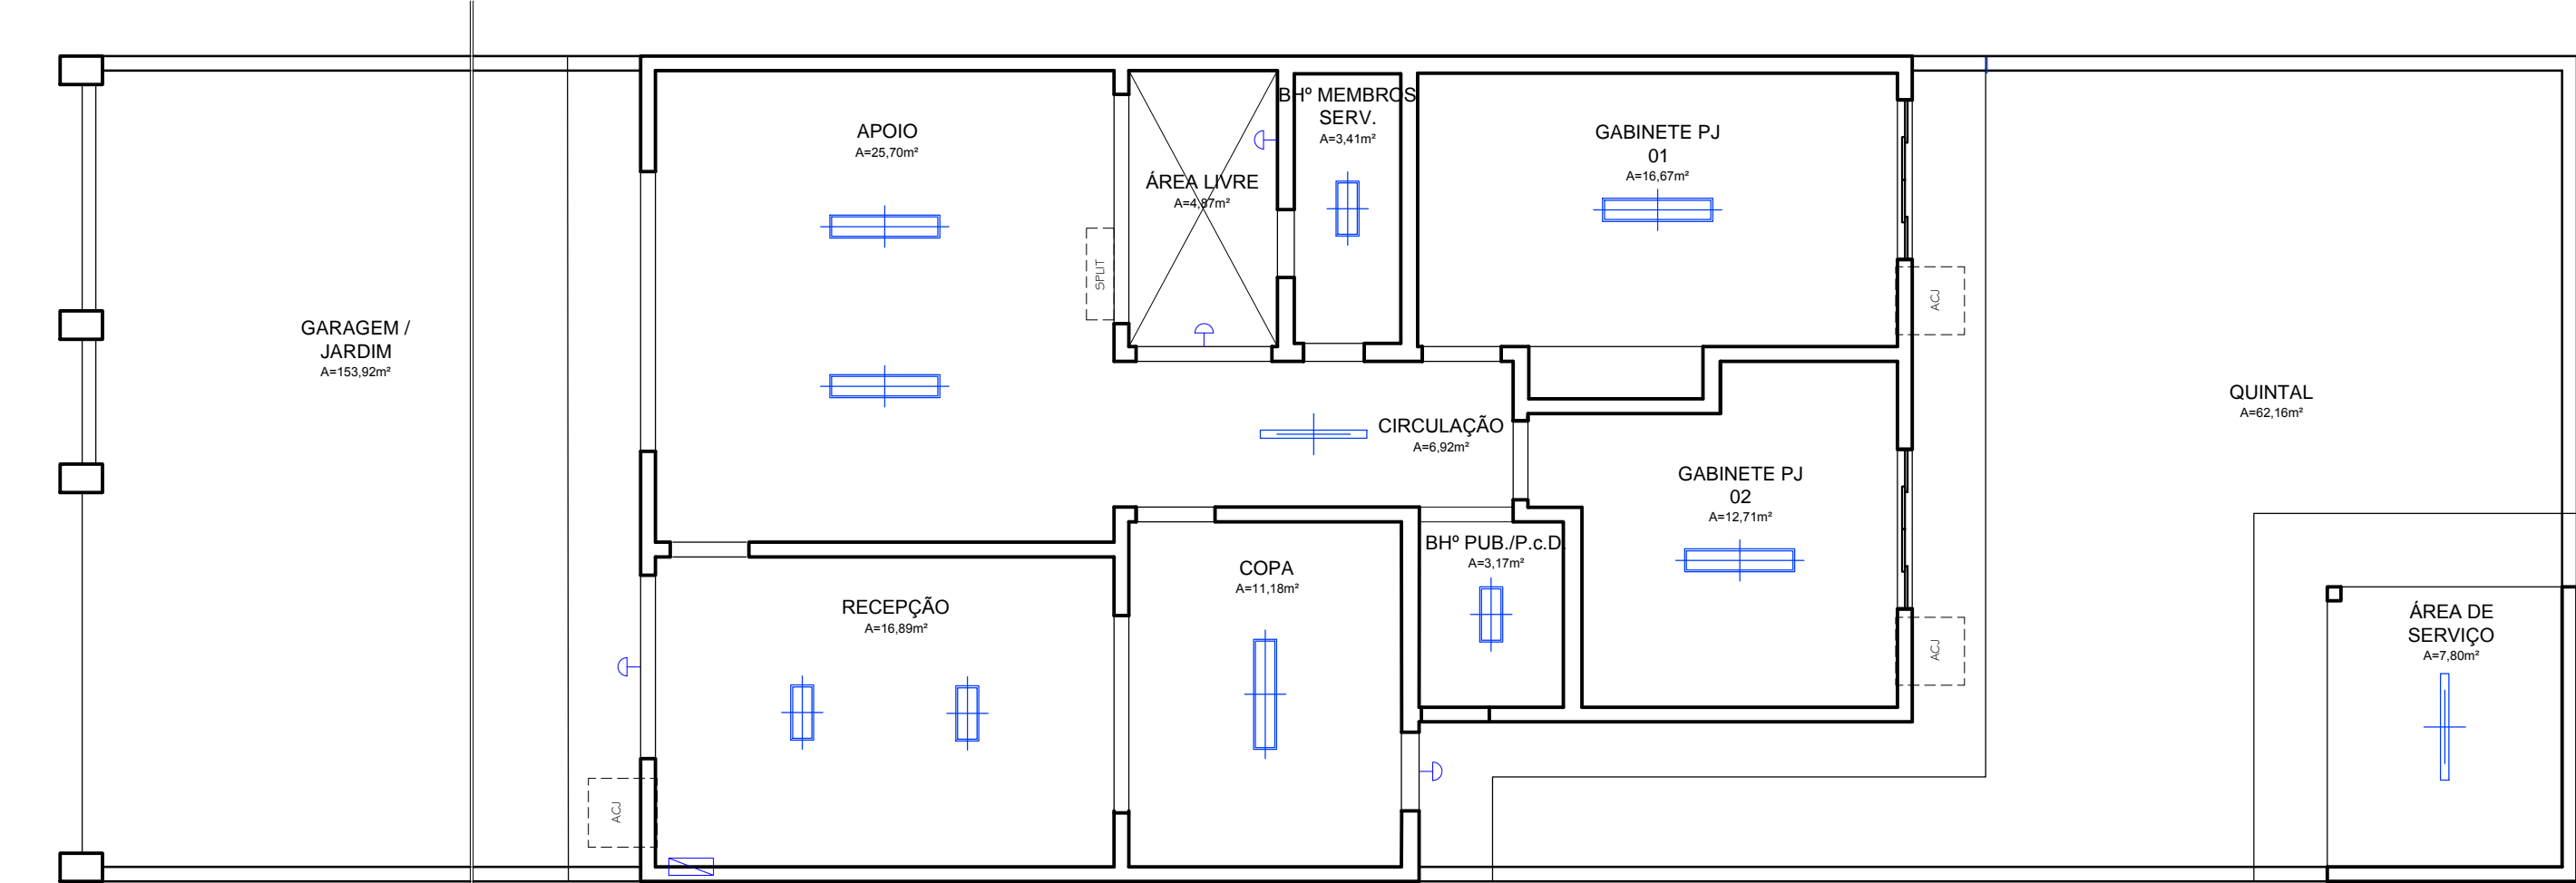 GARAGEM /
JARDIM
A=153,92m²
APOIO
A=25,70m²
SPLIT
ÁREA LIVRE
A=4,87m²
BHº MEMBROS
SERV.
A=3,41m²
GABINETE PJ
01
A=16,67m²
ACJ
CIRCULAÇÃO
A=6,92m²
GABINETE PJ
02
A=12,71m²
ACJ
QUINTAL
A=62,16m²
RECEPÇÃO
A=16,89m²
ACJ
COPA
A=11,18m²
BHº PUB./P.c.D.
A=3,17m²
ÁREA DE
SERVIÇO
A=7,80m²